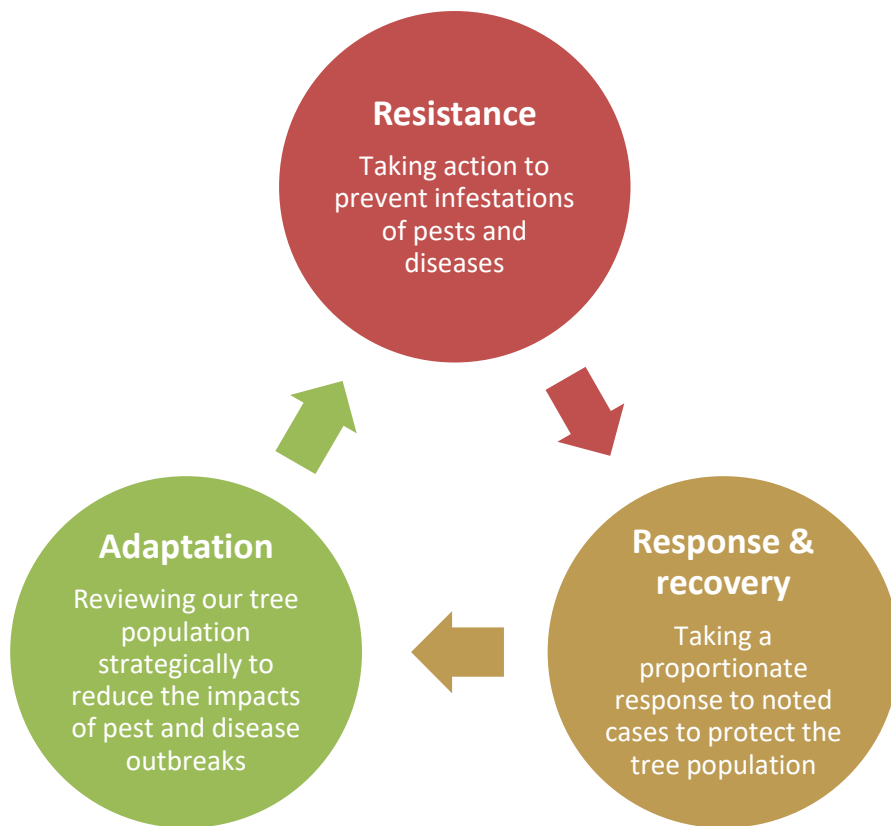 Resistance
Taking action to
prevent infestations
of pests and
diseases
Response &
recovery
Taking a
proportionate
response to noted
cases to protect the
tree population
Adaptation
Reviewing our tree
population
strategically to
reduce the impacts
of pest and disease
outbreaks